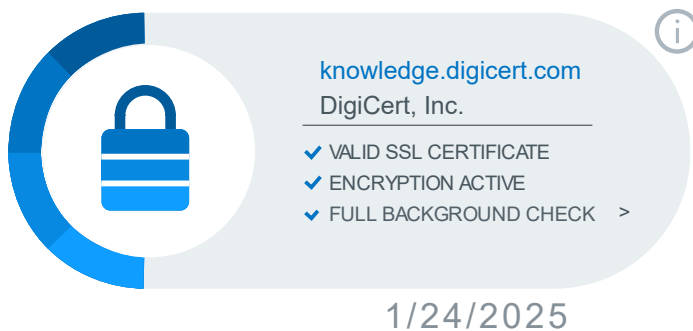 knowledge.digicert.com
DigiCert, Inc.
VALID SSL CERTIFICATE
ENCRYPTION ACTIVE
FULL BACKGROUND CHECK >
1/24/2025